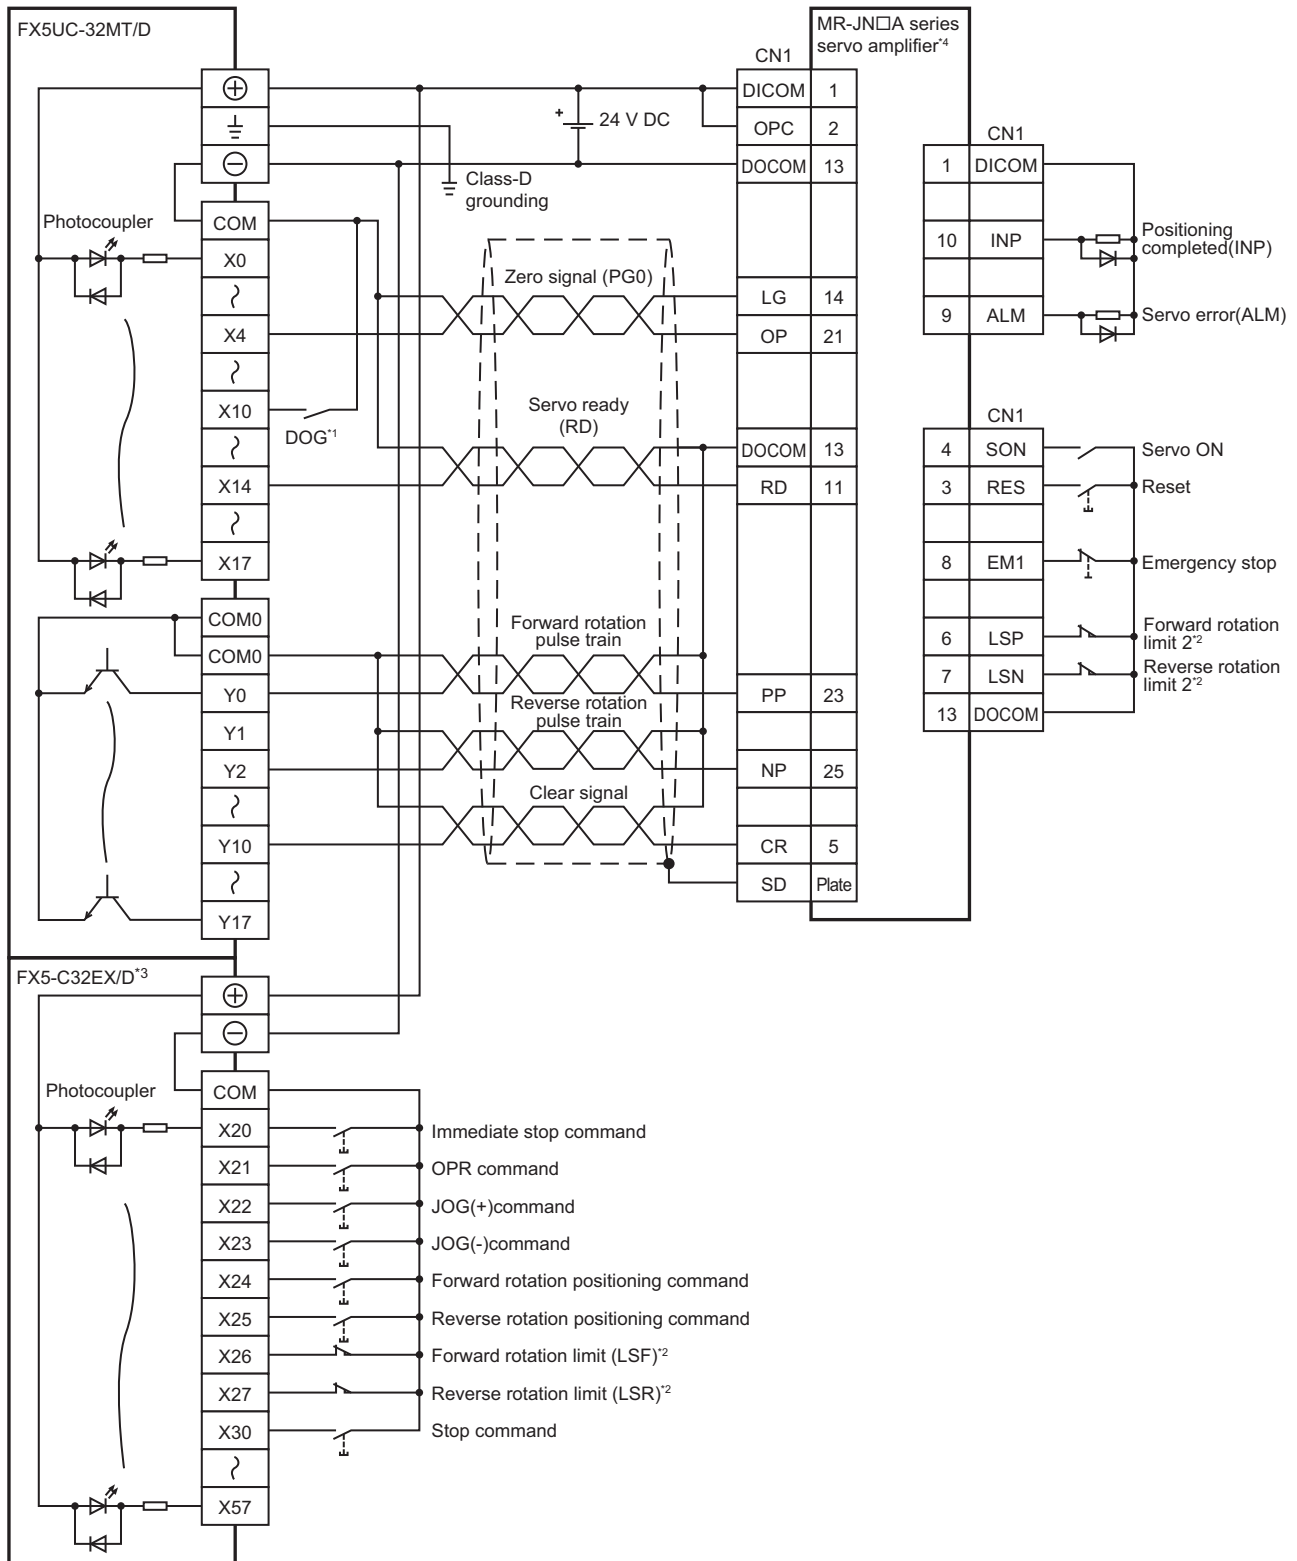 FX5UC-32MT/D
MR-JN□A series
servo amplifier*4
CN1
DICOM 1
OPC 2
DOCOM 13
+
24 V DC
Class-D
grounding
COM
Photocoupler
X0
X4
X10
X14
X17
DOG*1
Zero signal (PG0)
LG 14
OP 21
Servo ready
(RD)
DOCOM 13
RD 11
COM0
COM0
Y0
Y1
Y2
Y10
Y17
Forward rotation
pulse train
PP 23
Reverse rotation
pulse train
NP 25
Clear signal
CR 5
SD Plate
CN1
1 DICOM
10 INP
Positioning
completed(INP)
9 ALM
Servo error(ALM)
CN1
4 SON Servo ON
3 RES Reset
8 EM1 Emergency stop
6 LSP
Forward rotation
limit 2*2
7 LSN
Reverse rotation
limit 2*2
13 DOCOM
FX5-C32EX/D*3
COM
Photocoupler
X20 Immediate stop command
X21 OPR command
X22 JOG(+)command
X23 JOG(-)command
X24 Forward rotation positioning command
X25 Reverse rotation positioning command
X26 Forward rotation limit (LSF)*2
X27 Reverse rotation limit (LSR)*2
X30 Stop command
X57